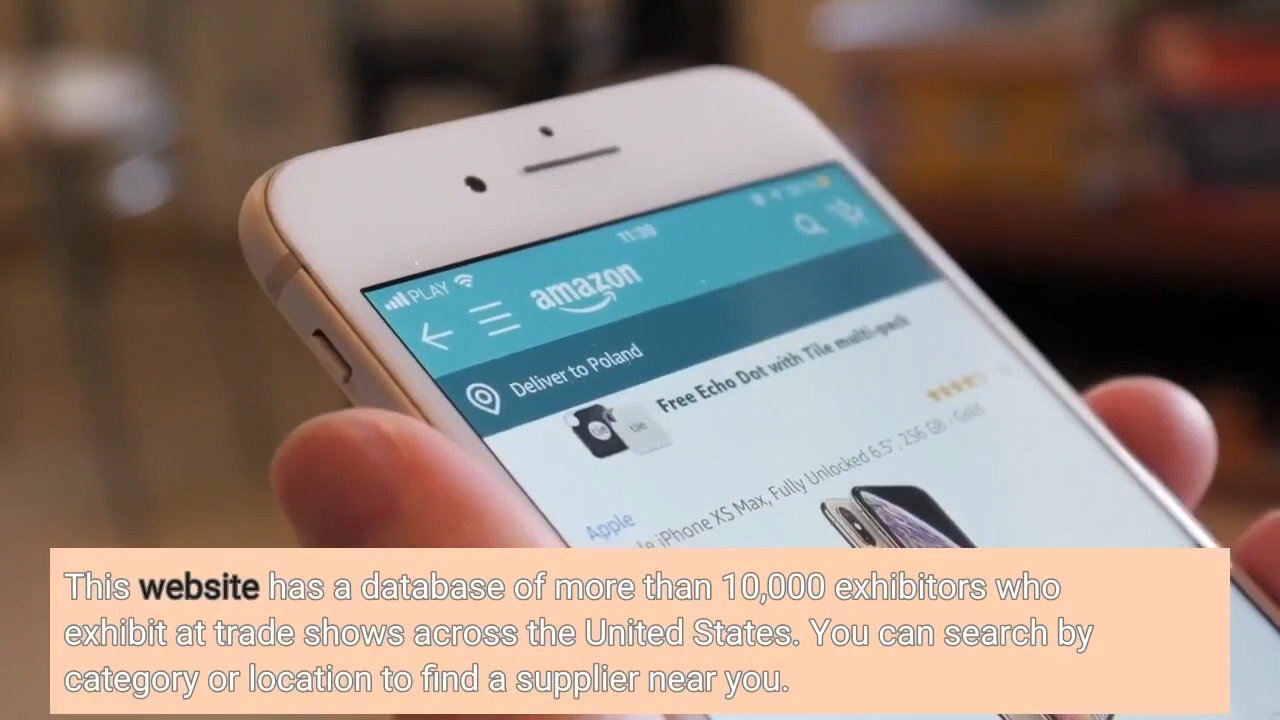 11:39
PLAY
amazon
Deliver to Poland
Free Echo Dot with Tile multi-pack
tile
tile
Apple
iPhone XS Max, Fully Unlocked 6.5", 256 GB - Gold
This website has a database of more than 10,000 exhibitors who
exhibit at trade shows across the United States. You can search by
category or location to find a supplier near you.